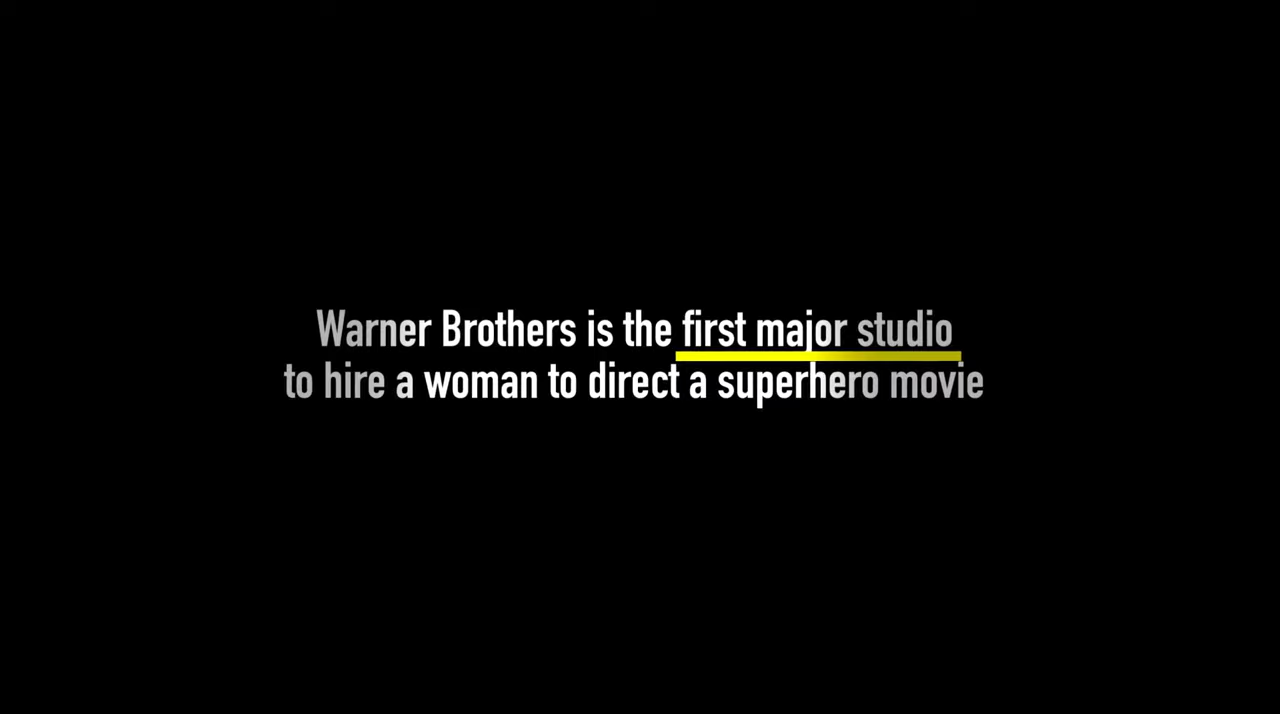 Warner Brothers is the first major studio
to hire a woman to direct a superhero movie